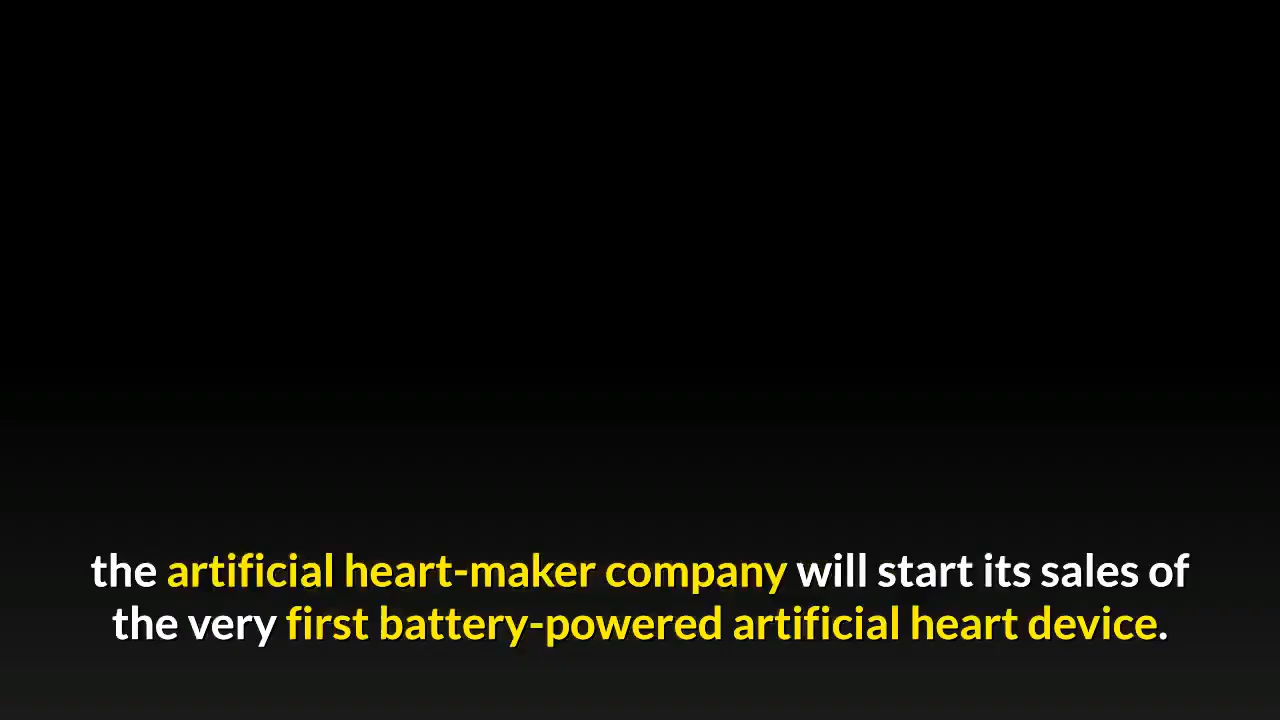 the artificial heart-maker company will start its sales of
the very first battery-powered artificial heart device.